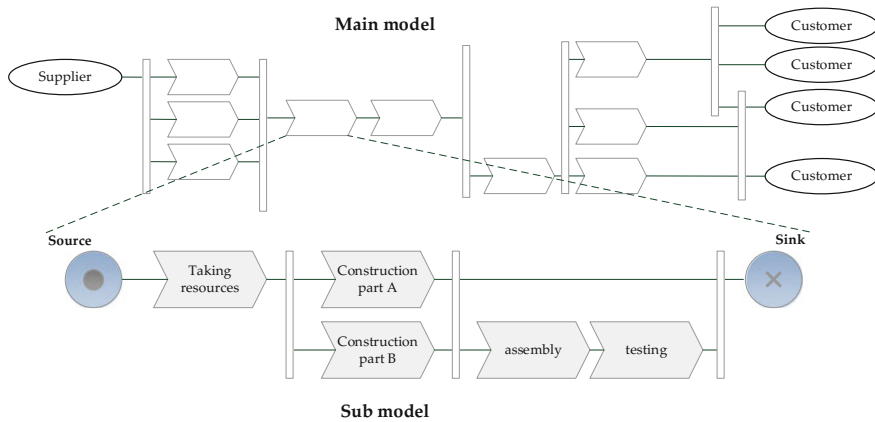 Main model
Customer
Customer
Supplier
Customer
Customer
Source
Sink
Taking
resources
Construction
part A
Construction
part B
assembly
testing
Sub model